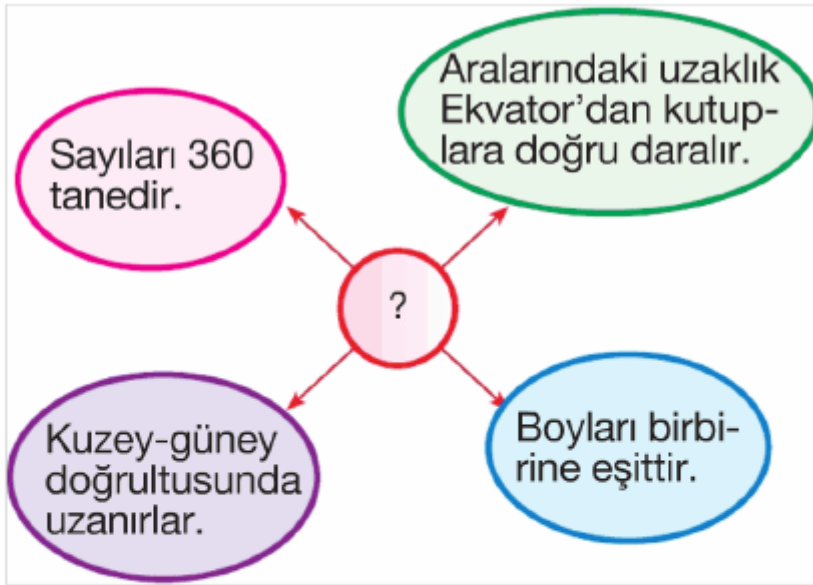 Sayıları 360
tanedir.
Aralarındaki uzaklık
Ekvator’dan kutup-
lara doğru daralır.
?
Kuzey-güney
doğrultusunda
uzanırlar.
Boyları birbi-
rine eşittir.